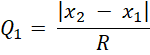 Q₁ = |x₂ − x₁| / R